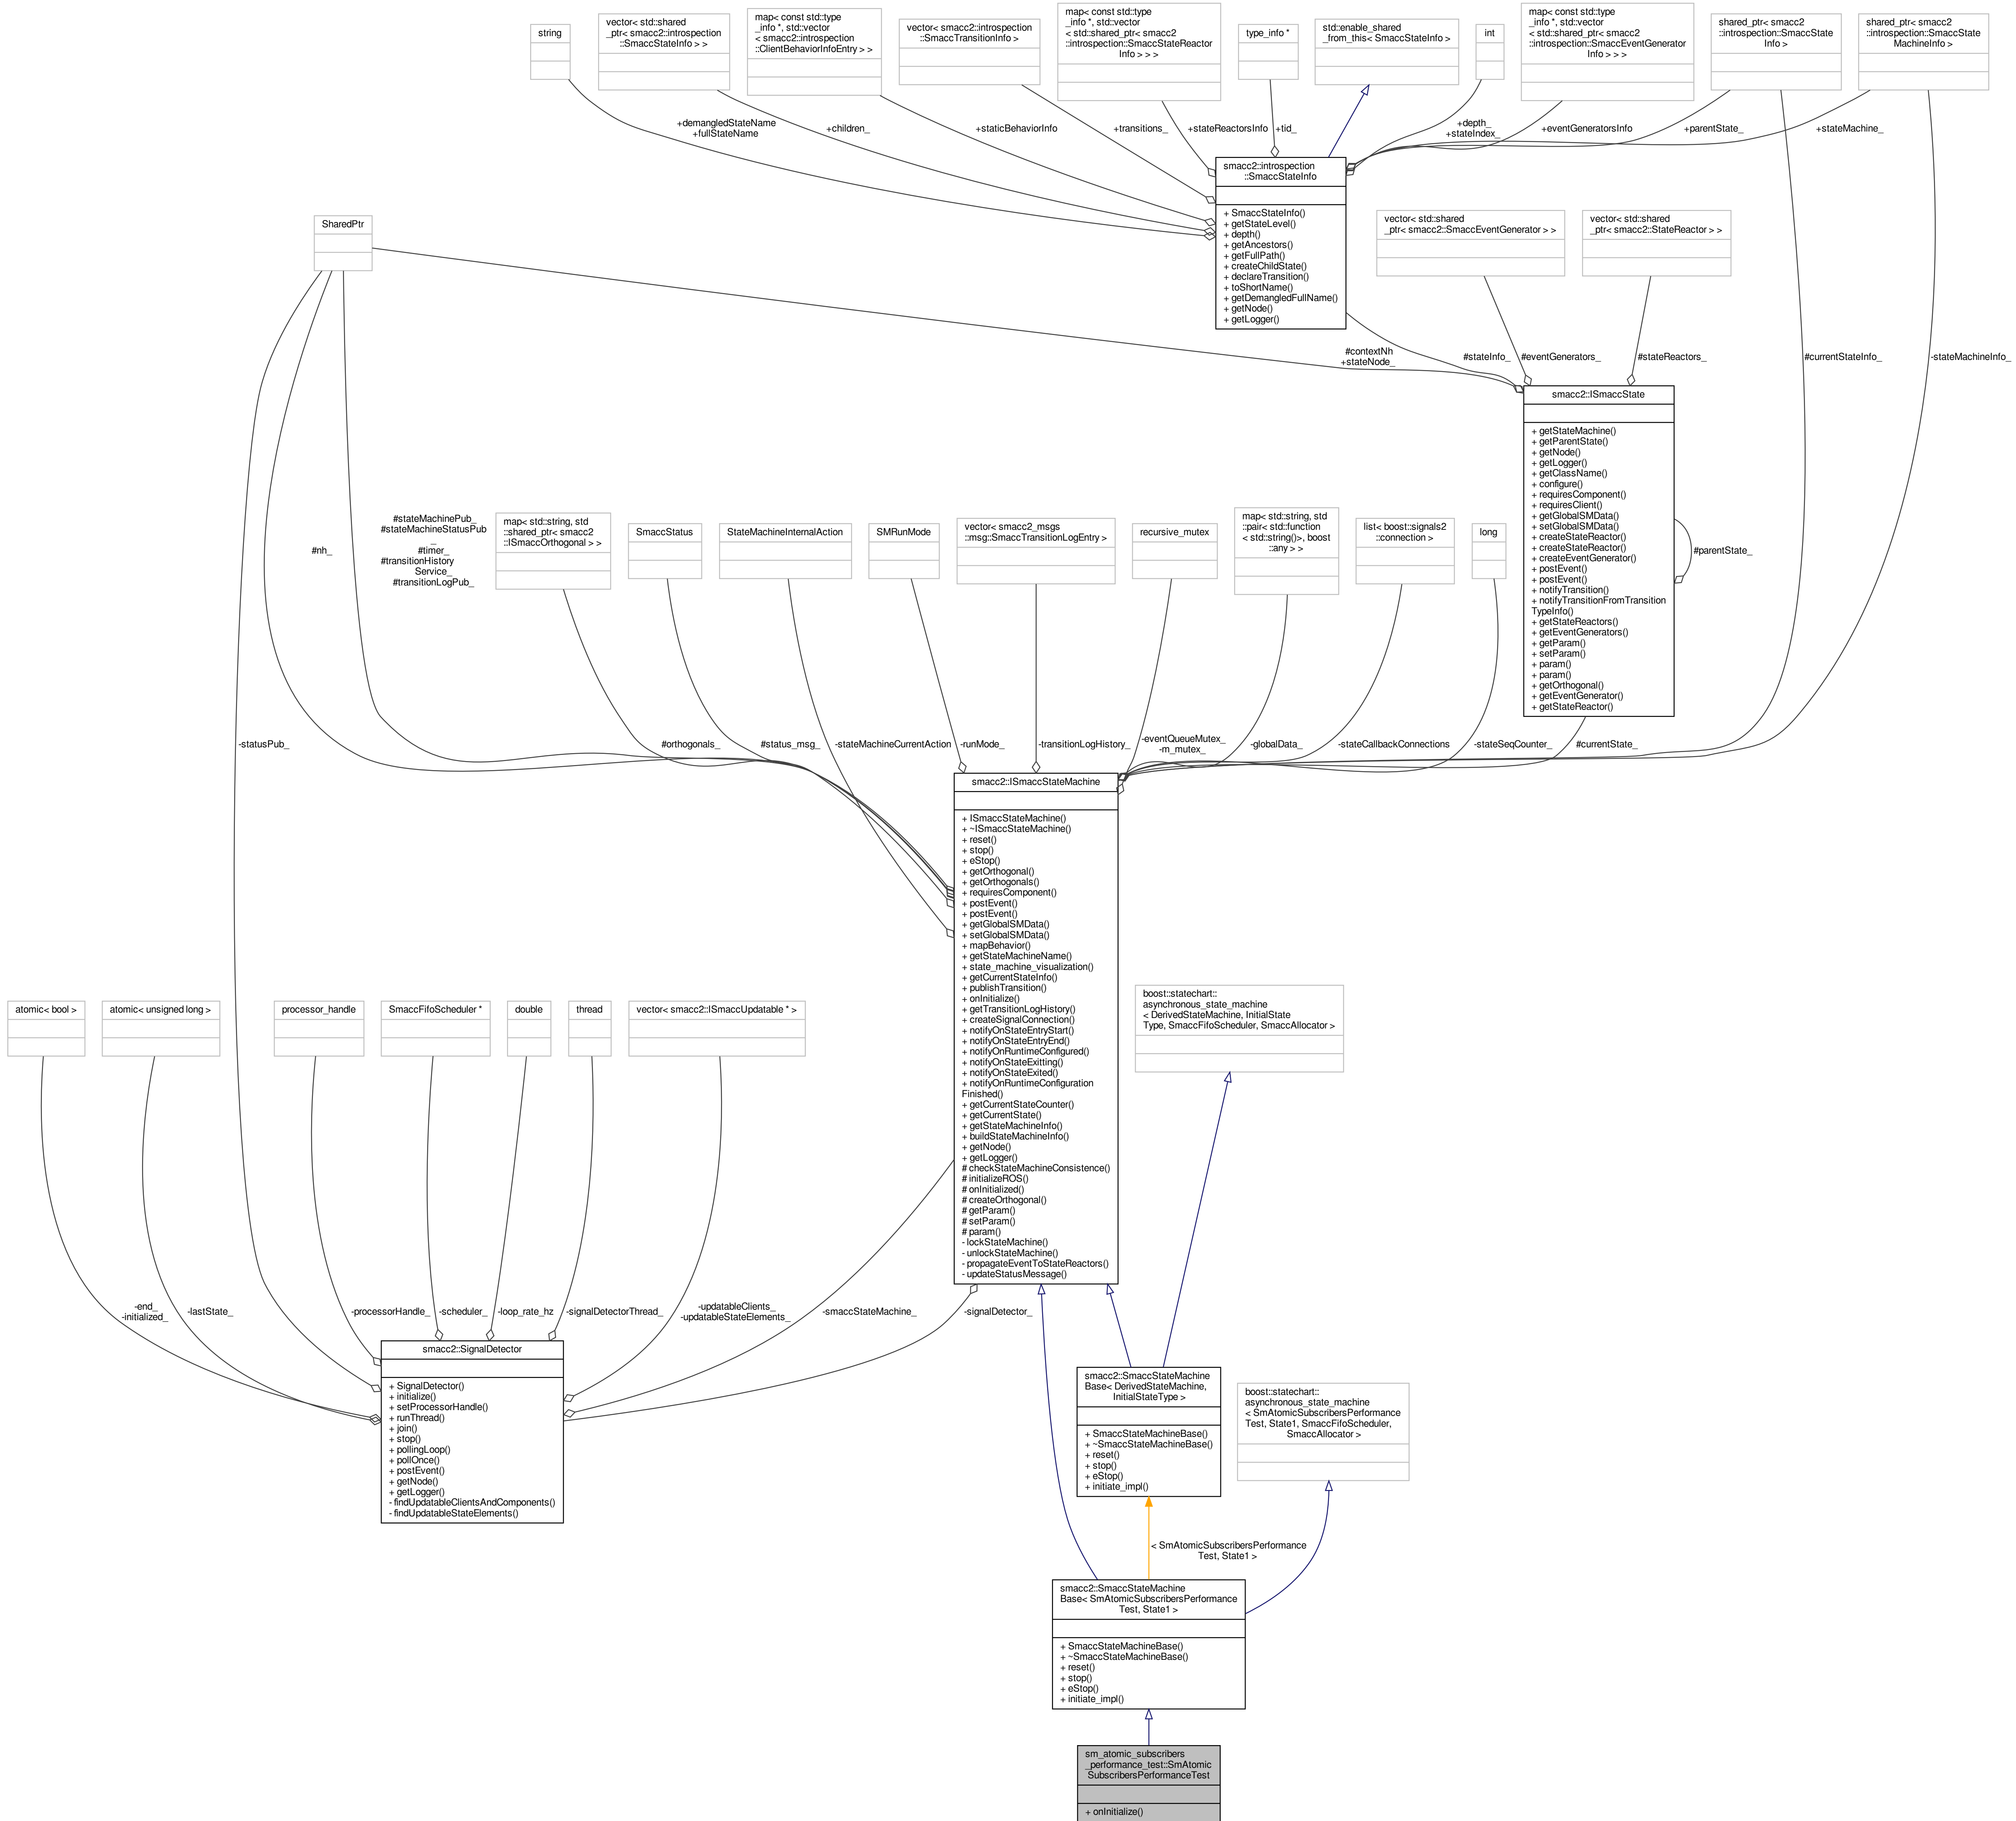 string
vector< std::shared
_ptr< smacc2::introspection
::SmaccStateInfo > >
map< const std::type
_info *, std::vector
< smacc2::introspection
::ClientBehaviorInfoEntry > >
vector< smacc2::introspection
::SmaccTransitionInfo >
map< const std::type
_info *, std::vector
< std::shared_ptr< smacc2
::introspection::SmaccStateReactor
Info > > >
type_info *
std::enable_shared
_from_this< SmaccStateInfo >
int
map< const std::type
_info *, std::vector
< std::shared_ptr< smacc2
::introspection::SmaccEventGenerator
Info > > >
shared_ptr< smacc2
::introspection::SmaccState
Info >
shared_ptr< smacc2
::introspection::SmaccState
MachineInfo >
+demangledStateName
+fullStateName
+children_
+staticBehaviorInfo
+transitions_
+stateReactorsInfo
+tid_
+depth_
+stateIndex_
+eventGeneratorsInfo
+parentState_
+stateMachine_
smacc2::introspection
::SmaccStateInfo
+ SmaccStateInfo()
+ getStateLevel()
+ depth()
+ getAncestors()
+ getFullPath()
+ createChildState()
+ declareTransition()
+ toShortName()
+ getDemangledFullName()
+ getNode()
+ getLogger()
SharedPtr
vector< std::shared
_ptr< smacc2::SmaccEventGenerator > >
vector< std::shared
_ptr< smacc2::StateReactor > >
#contextNh
+stateNode_
#stateInfo_
#eventGenerators_
#stateReactors_
#currentStateInfo_
-stateMachineInfo_
smacc2::ISmaccState
+ getStateMachine()
+ getParentState()
+ getNode()
+ getLogger()
+ getClassName()
+ configure()
+ requiresComponent()
+ requiresClient()
+ getGlobalSMData()
+ setGlobalSMData()
+ createStateReactor()
+ createStateReactor()
+ createEventGenerator()
+ postEvent()
+ postEvent()
+ notifyTransition()
+ notifyTransitionFromTransition
TypeInfo()
+ getStateReactors()
+ getEventGenerators()
+ getParam()
+ setParam()
+ param()
+ param()
+ getOrthogonal()
+ getEventGenerator()
+ getStateReactor()
#parentState_
#nh_
#stateMachinePub_
#stateMachineStatusPub
_
#timer_
#transitionHistory
Service_
#transitionLogPub_
map< std::string, std
::shared_ptr< smacc2
::ISmaccOrthogonal > >
SmaccStatus
StateMachineInternalAction
SMRunMode
vector< smacc2_msgs
::msg::SmaccTransitionLogEntry >
recursive_mutex
map< std::string, std
::pair< std::function
< std::string()>, boost
::any > >
list< boost::signals2
::connection >
long
-statusPub_
#orthogonals_
#status_msg_
-stateMachineCurrentAction
-runMode_
-transitionLogHistory_
-eventQueueMutex_
-m_mutex_
-globalData_
-stateCallbackConnections
-stateSeqCounter_
#currentState_
smacc2::ISmaccStateMachine
+ ISmaccStateMachine()
+ ~ISmaccStateMachine()
+ reset()
+ stop()
+ eStop()
+ getOrthogonal()
+ getOrthogonals()
+ requiresComponent()
+ postEvent()
+ postEvent()
+ getGlobalSMData()
+ setGlobalSMData()
+ mapBehavior()
+ getStateMachineName()
+ state_machine_visualization()
+ getCurrentStateInfo()
+ publishTransition()
+ onInitialize()
+ getTransitionLogHistory()
+ createSignalConnection()
+ notifyOnStateEntryStart()
+ notifyOnStateEntryEnd()
+ notifyOnRuntimeConfigured()
+ notifyOnStateExitting()
+ notifyOnStateExited()
+ notifyOnRuntimeConfiguration
Finished()
+ getCurrentStateCounter()
+ getCurrentState()
+ getStateMachineInfo()
+ buildStateMachineInfo()
+ getNode()
+ getLogger()
# checkStateMachineConsistence()
# initializeROS()
# onInitialized()
# createOrthogonal()
# getParam()
# setParam()
# param()
- lockStateMachine()
- unlockStateMachine()
- propagateEventToStateReactors()
- updateStatusMessage()
atomic< bool >
atomic< unsigned long >
processor_handle
SmaccFifoScheduler *
double
thread
vector< smacc2::ISmaccUpdatable * >
boost::statechart::
asynchronous_state_machine
< DerivedStateMachine, InitialState
Type, SmaccFifoScheduler, SmaccAllocator >
-end_
-initialized_
-lastState_
-processorHandle_
-scheduler_
-loop_rate_hz
-signalDetectorThread_
-updatableClients_
-updatableStateElements_
-smaccStateMachine_
-signalDetector_
smacc2::SignalDetector
+ SignalDetector()
+ initialize()
+ setProcessorHandle()
+ runThread()
+ join()
+ stop()
+ pollingLoop()
+ pollOnce()
+ postEvent()
+ getNode()
+ getLogger()
- findUpdatableClientsAndComponents()
- findUpdatableStateElements()
smacc2::SmaccStateMachine
Base< DerivedStateMachine,
InitialStateType >
+ SmaccStateMachineBase()
+ ~SmaccStateMachineBase()
+ reset()
+ stop()
+ eStop()
+ initiate_impl()
boost::statechart::
asynchronous_state_machine
< SmAtomicSubscribersPerformance
Test, State1, SmaccFifoScheduler,
SmaccAllocator >
< SmAtomicSubscribersPerformance
Test, State1 >
smacc2::SmaccStateMachine
Base< SmAtomicSubscribersPerformance
Test, State1 >
+ SmaccStateMachineBase()
+ ~SmaccStateMachineBase()
+ reset()
+ stop()
+ eStop()
+ initiate_impl()
sm_atomic_subscribers
_performance_test::SmAtomic
SubscribersPerformanceTest
+ onInitialize()